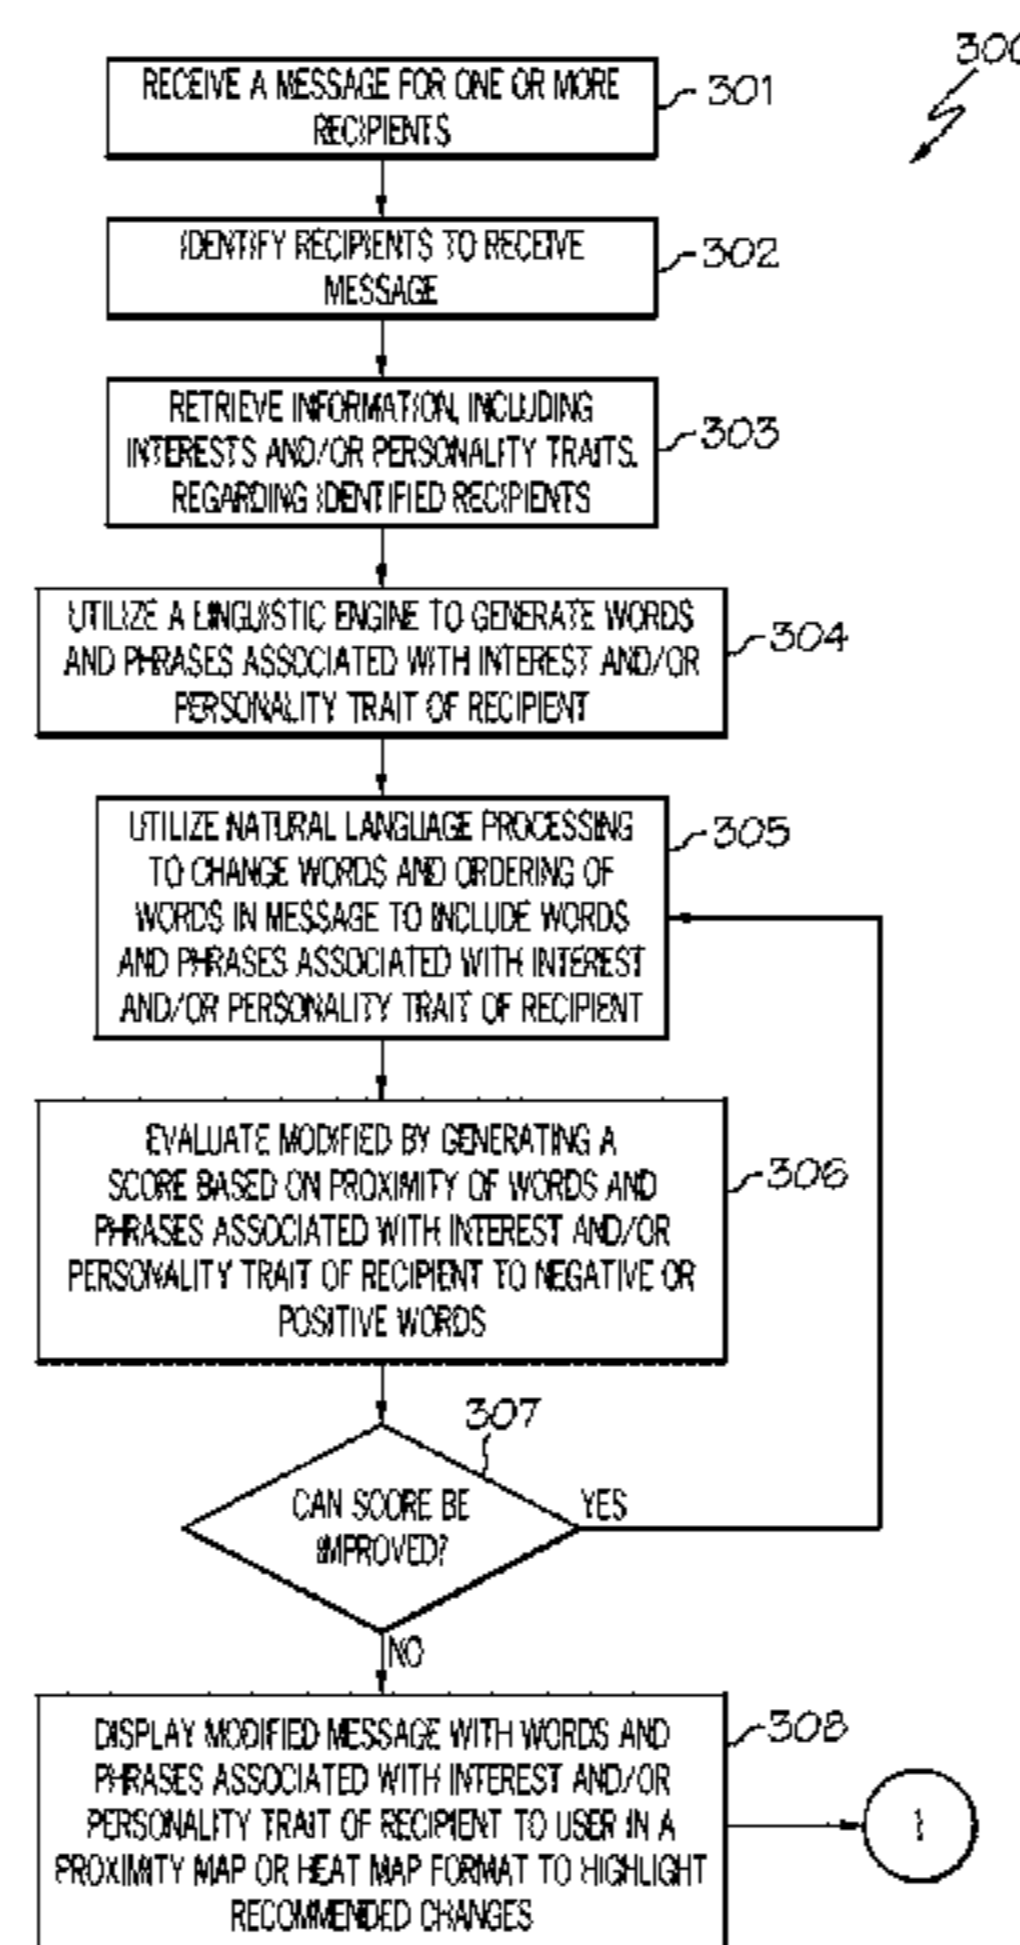 300
RECEIVE A MESSAGE FOR ONE OR MORE
RECIPIENTS
301
IDENTIFY RECIPIENTS TO RECEIVE
MESSAGE
302
RETRIEVE INFORMATION, INCLUDING
INTERESTS AND/OR PERSONALITY TRAITS,
REGARDING IDENTIFIED RECIPIENTS
303
UTILIZE A LINGUISTIC ENGINE TO GENERATE WORDS
AND PHRASES ASSOCIATED WITH INTEREST AND/OR
PERSONALITY TRAIT OF RECIPIENT
304
UTILIZE NATURAL LANGUAGE PROCESSING
TO CHANGE WORDS AND ORDERING OF
WORDS IN MESSAGE TO INCLUDE WORDS
AND PHRASES ASSOCIATED WITH INTEREST
AND/OR PERSONALITY TRAIT OF RECIPIENT
305
EVALUATE MODIFIED BY GENERATING A
SCORE BASED ON PROXIMITY OF WORDS AND
PHRASES ASSOCIATED WITH INTEREST AND/OR
PERSONALITY TRAIT OF RECIPIENT TO NEGATIVE OR
POSITIVE WORDS
306
307
CAN SCORE BE
IMPROVED?
YES
NO
DISPLAY MODIFIED MESSAGE WITH WORDS AND
PHRASES ASSOCIATED WITH INTEREST AND/OR
PERSONALITY TRAIT OF RECIPIENT TO USER IN A
PROXIMITY MAP OR HEAT MAP FORMAT TO HIGHLIGHT
RECOMMENDED CHANGES
308
1